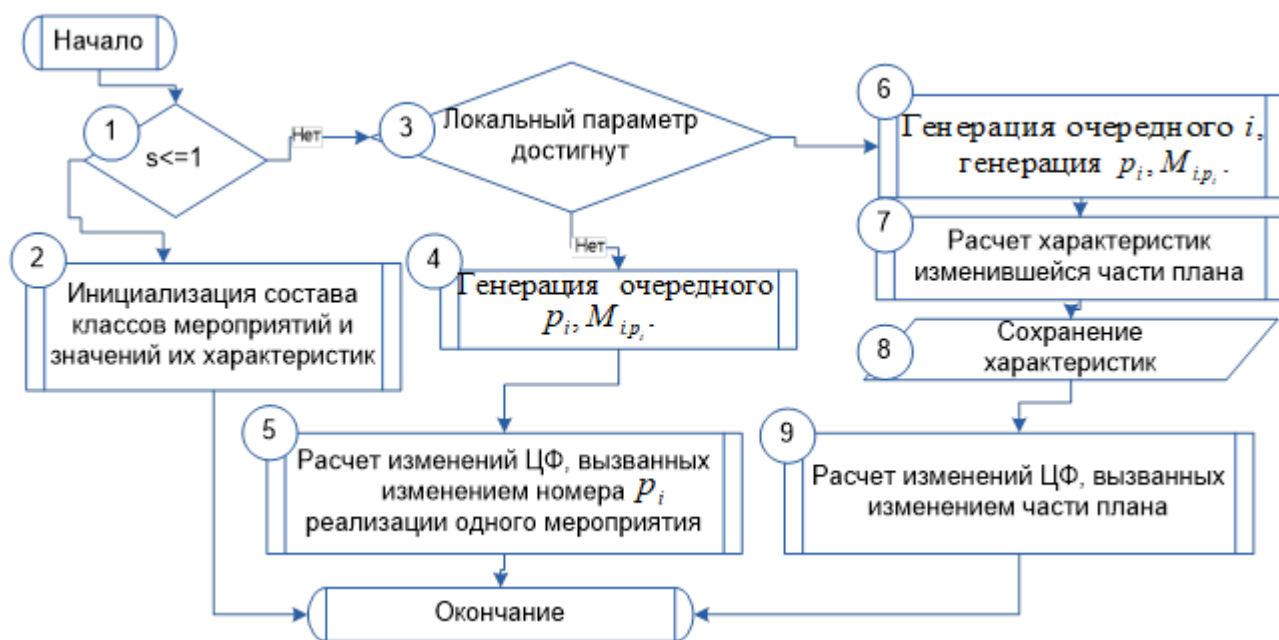 Начало
1
s<=1
Нет
3
Локальный параметр
достигнут
6
Генерация очередного i,
генерация p_i, M_{i,p_i}.
7
Расчет характеристик
изменившейся части плана
8
Сохранение
характеристик
2
Инициализация состава
классов мероприятий и
значений их характеристик
Нет
4
Генерация очередного
p_i, M_{i,p_i}.
5
Расчет изменений ЦФ, вызванных
изменением номера p_i
реализации одного мероприятия
9
Расчет изменений ЦФ, вызванных
изменением части плана
Окончание